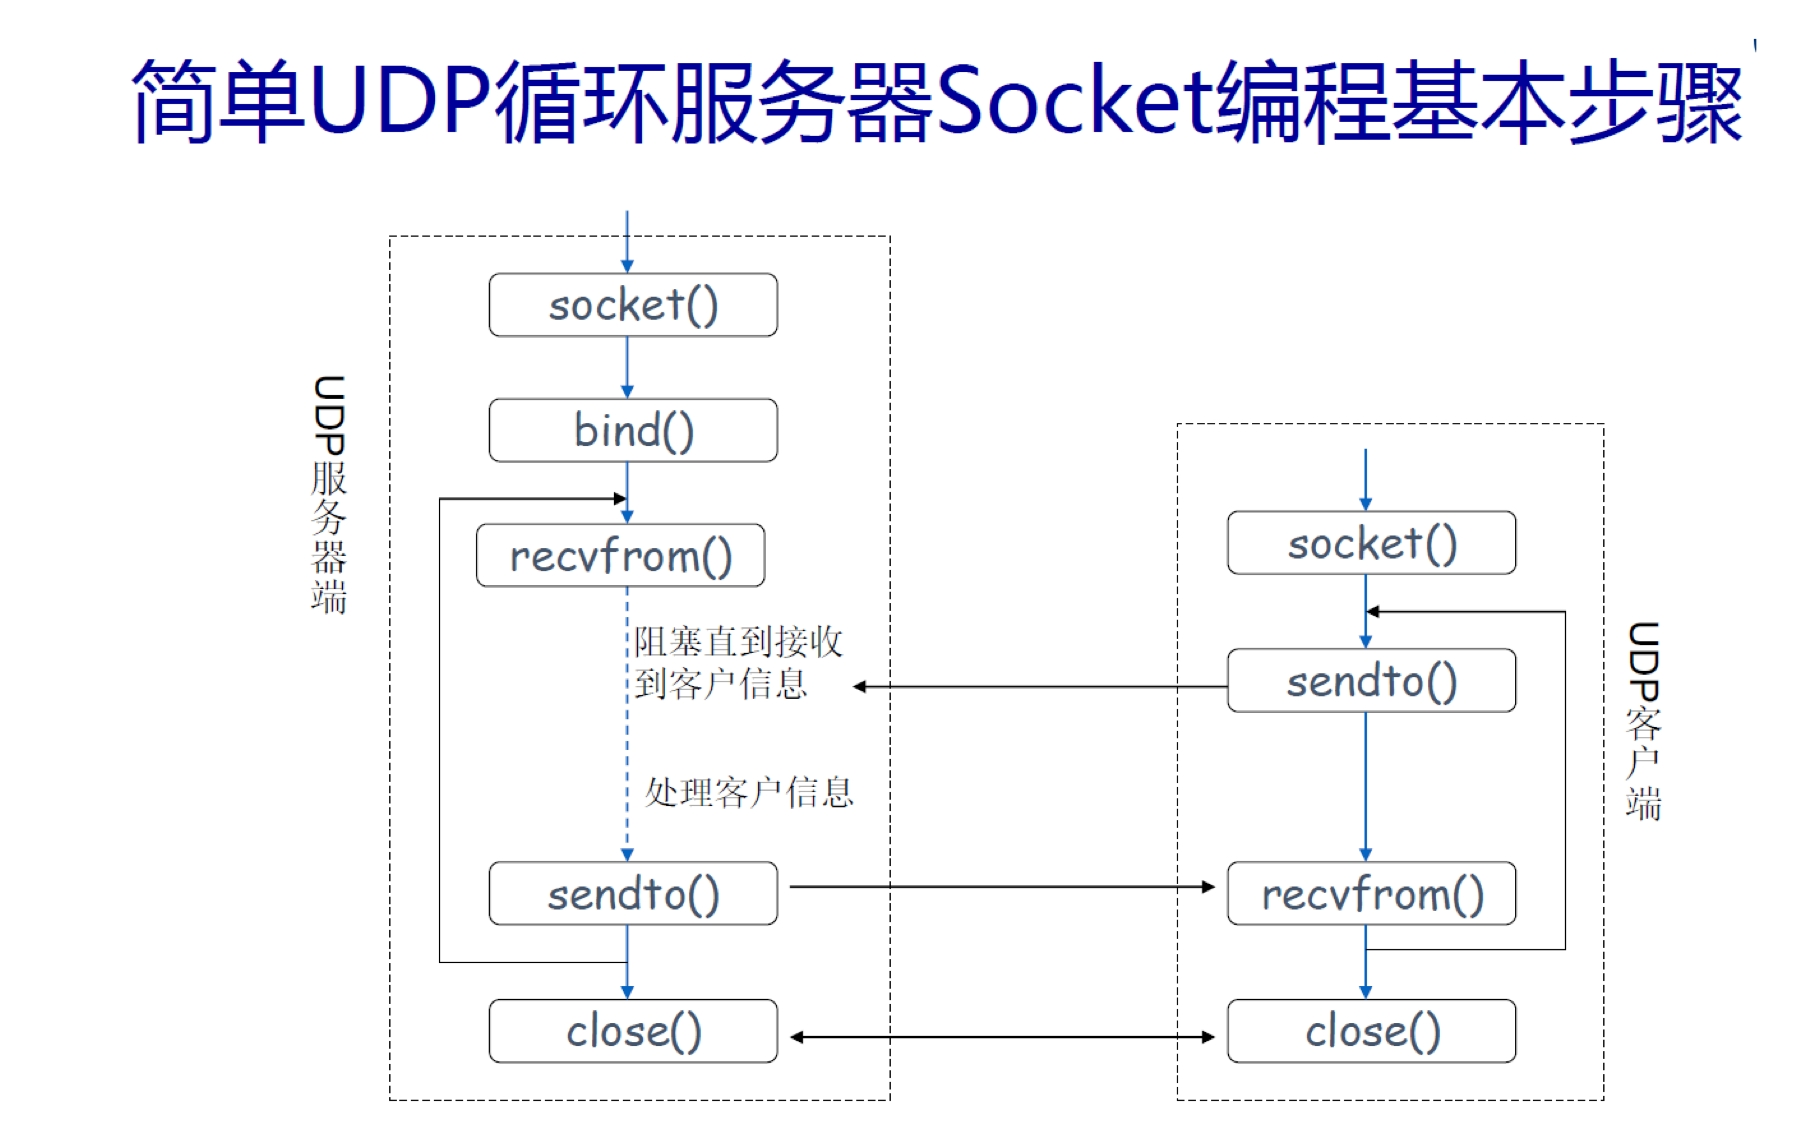 简单UDP循环服务器Socket编程基本步骤
UDP服务器端
socket()
bind()
recvfrom()
阻塞直到接收
到客户信息
处理客户信息
sendto()
close()
socket()
sendto()
recvfrom()
close()
UDP客户端